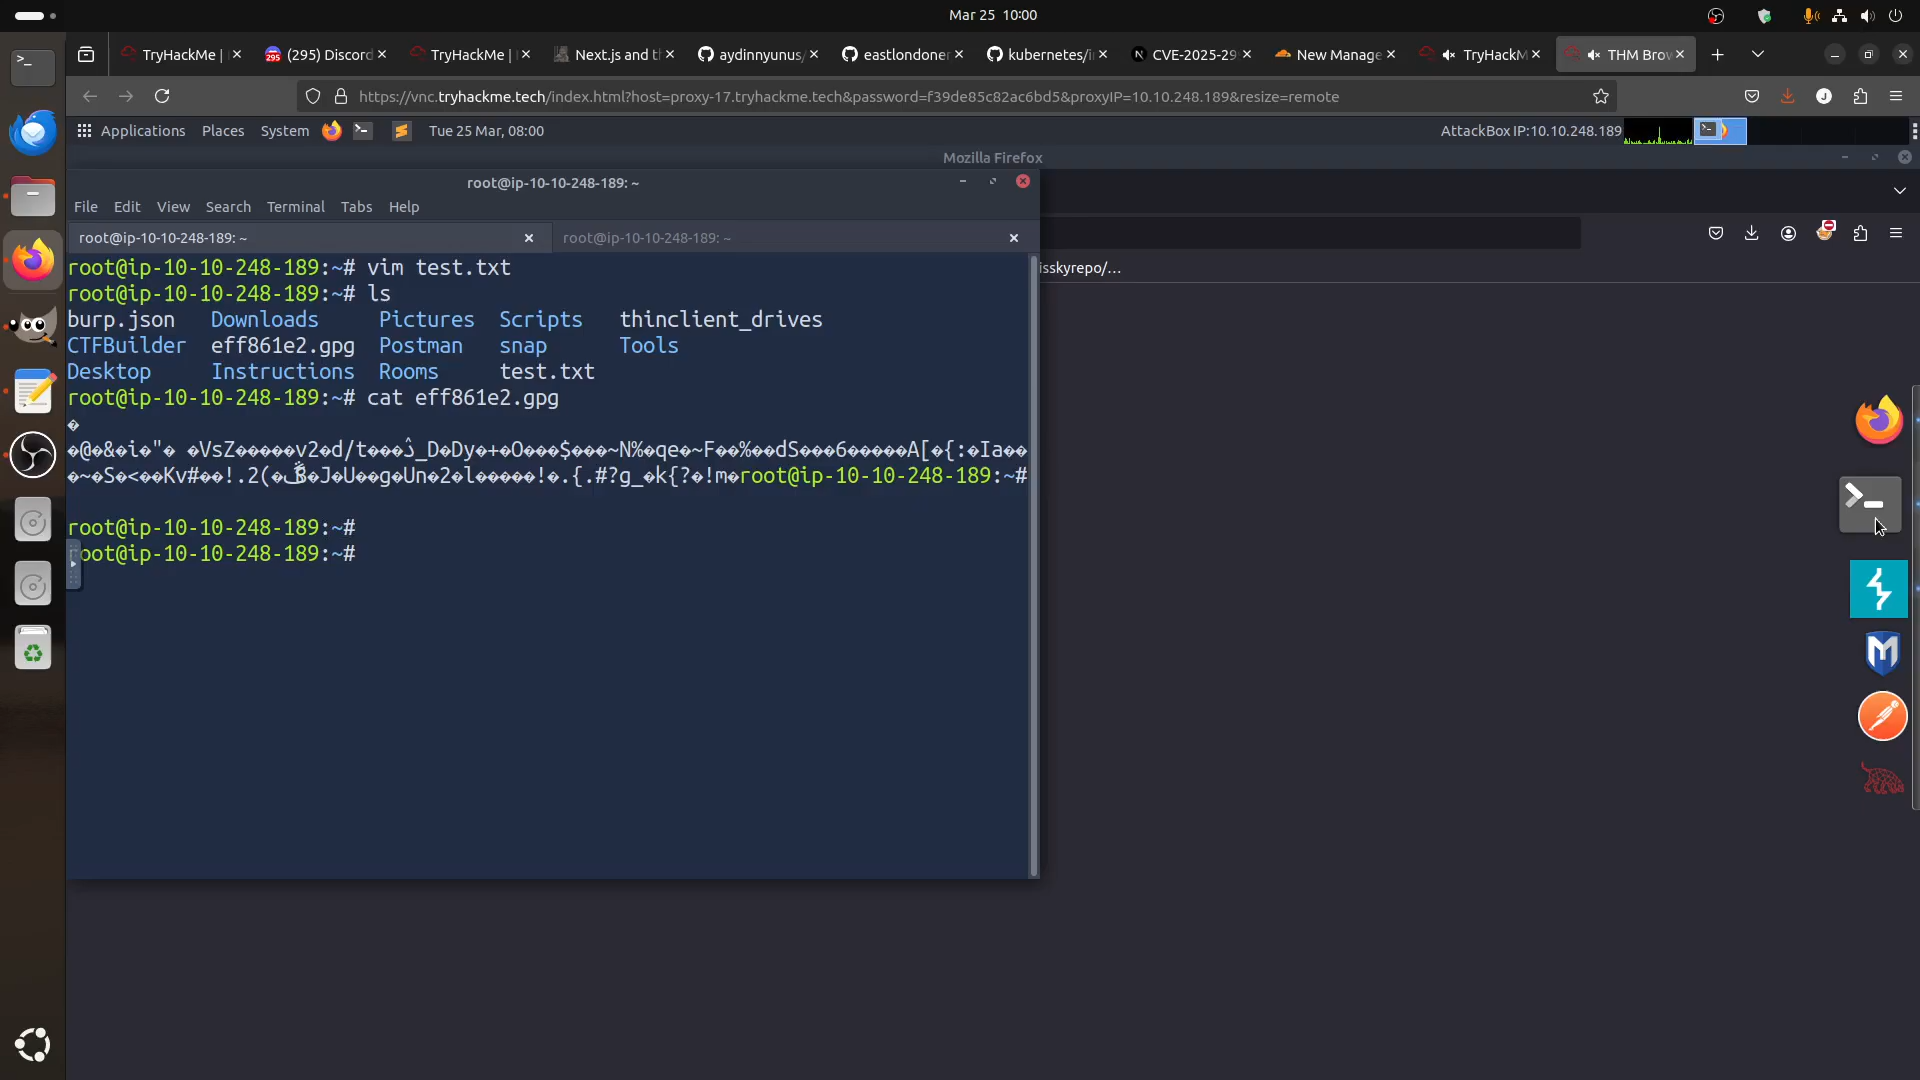 Mar 25 10:00
TryHackMe |
(295) Discord
TryHackMe |
Next.js and t
aydinnyunus/
eastlondoner
kubernetes/i
CVE-2025-29
New Manage
TryHackM
THM Brow
https://vnc.tryhackme.tech/index.html?host=proxy-17.tryhackme.tech&password=f39de85c82ac6bd5&proxyIP=10.10.248.189&resize=remote
Applications Places System Tue 25 Mar, 08:00 AttackBox IP:10.10.248.189
Mozilla Firefox
root@ip-10-10-248-189: ~
File Edit View Search Terminal Tabs Help
root@ip-10-10-248-189: ~ root@ip-10-10-248-189: ~
isskyrepo/…
root@ip-10-10-248-189:~# vim test.txt
root@ip-10-10-248-189:~# ls
burp.json Downloads Pictures Scripts thinclient_drives
CTFBuilder eff861e2.gpg Postman snap Tools
Desktop Instructions Rooms test.txt
root@ip-10-10-248-189:~# cat eff861e2.gpg
root@ip-10-10-248-189:~#
root@ip-10-10-248-189:~#
root@ip-10-10-248-189:~#